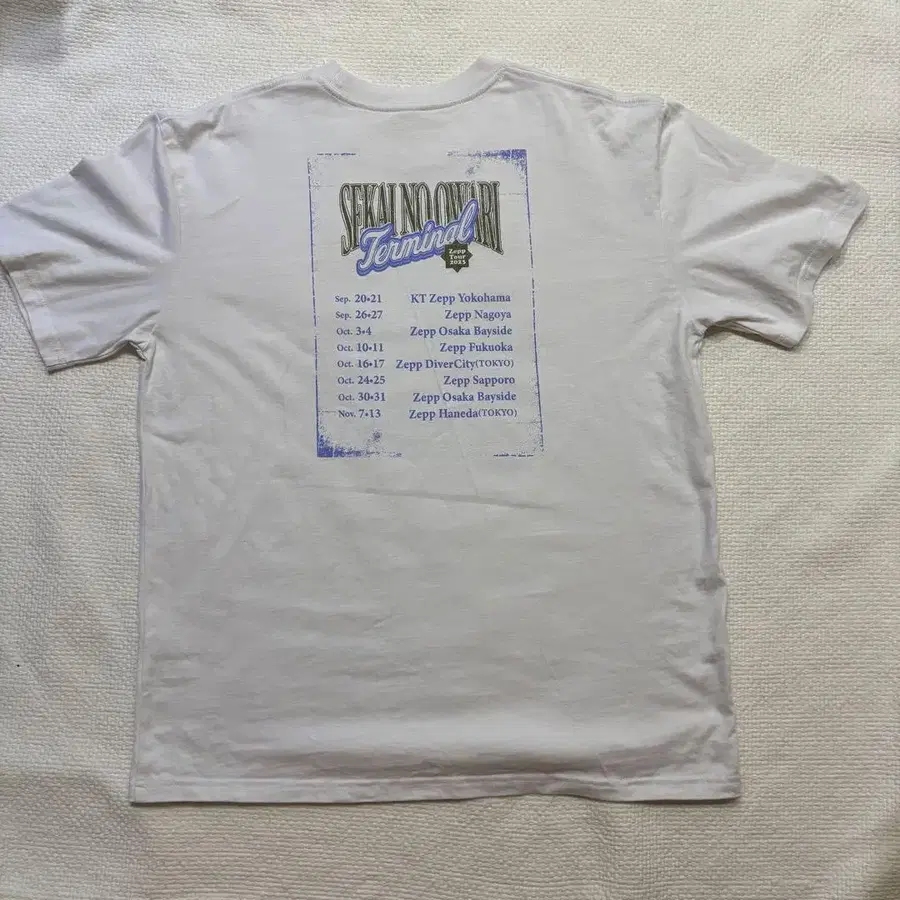 SEKAI NO OWARI
Terminal
Zepp
Tour
2023
Sep. 20•21 KT Zepp Yokohama
Sep. 26•27 Zepp Nagoya
Oct. 3•4 Zepp Osaka Bayside
Oct. 10•11 Zepp Fukuoka
Oct. 16•17 Zepp DiverCity(TOKYO)
Oct. 24•25 Zepp Sapporo
Oct. 30•31 Zepp Osaka Bayside
Nov. 7•13 Zepp Haneda(TOKYO)